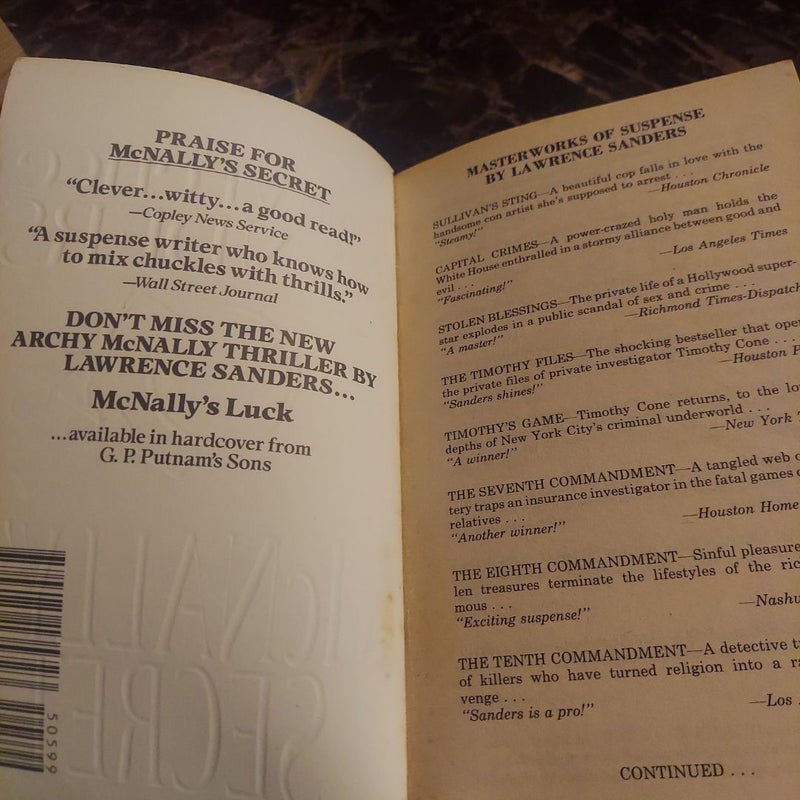 PRAISE FOR
McNALLY'S SECRET
“Clever...witty...a good read!”
—Copley News Service
“A suspense writer who knows how
to mix chuckles with thrills.”
—Wall Street Journal
DON'T MISS THE NEW
ARCHY McNALLY THRILLER BY
LAWRENCE SANDERS...
McNally's Luck
...available in hardcover from
G. P. Putnam's Sons
50599
MASTERWORKS OF SUSPENSE
BY LAWRENCE SANDERS
SULLIVAN'S STING—A beautiful cop falls in love with the
handsome con artist she's supposed to arrest . . .
"Steamy!" —Houston Chronicle
CAPITAL CRIMES—A power-crazed holy man holds the
White House enthralled in a stormy alliance between good and
evil . . .
"Fascinating!" —Los Angeles Times
STOLEN BLESSINGS—The private life of a Hollywood super-
star explodes in a public scandal of sex and crime . . .
"A master!" —Richmond Times-Dispatch
THE TIMOTHY FILES—The shocking bestseller that
the private files of private investigator Timothy Cone . . .
"Sanders shines!" —Houston
TIMOTHY'S GAME—Timothy Cone returns, to the
depths of New York City's criminal underworld . . .
"A winner!" —New York
THE SEVENTH COMMANDMENT—A tangled web
tery traps an insurance investigator in the fatal games
relatives . . .
"Another winner!" —Houston Home
THE EIGHTH COMMANDMENT—Sinful
len treasures terminate the lifestyles of the
mous . . .
"Exciting suspense!"
THE TENTH COMMANDMENT—A detective
of killers who have turned religion into a
venge . . .
"Sanders is a pro!" —Los
CONTINUED . . .